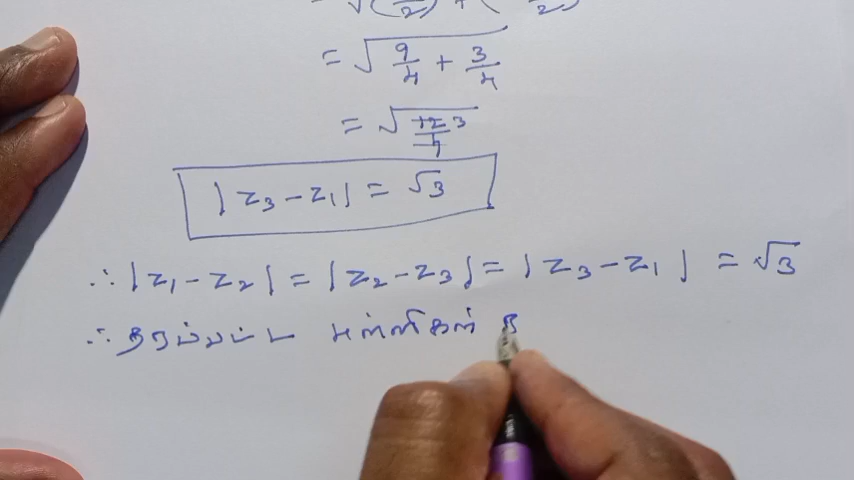 = √(9/4 + 3/4)
= √(12/4) 3
|z₃ - z₁| = √3
∴ |z₁ - z₂| = |z₂ - z₃| = |z₃ - z₁| = √3
∴ தரப்பட்ட புள்ளிகள்